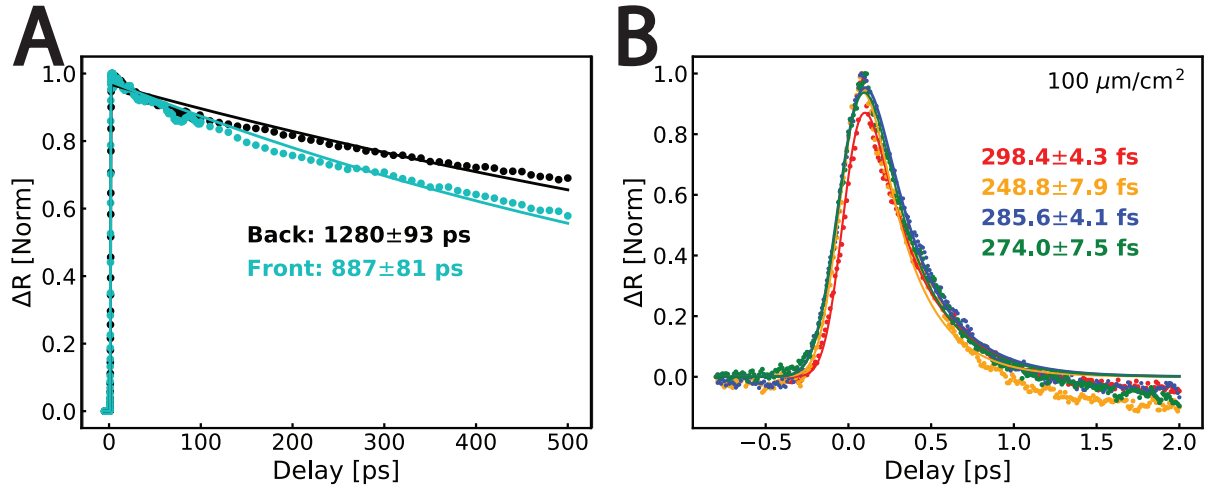 A
ΔR [Norm]
1.0
0.8
0.6
0.4
0.2
0.0
Back: 1280±93 ps
Front: 887±81 ps
0 100 200 300 400 500
Delay [ps]
B
ΔR [Norm]
1.0
0.8
0.6
0.4
0.2
0.0
100 μm/cm²
298.4±4.3 fs
248.8±7.9 fs
285.6±4.1 fs
274.0±7.5 fs
−0.5 0.0 0.5 1.0 1.5 2.0
Delay [ps]